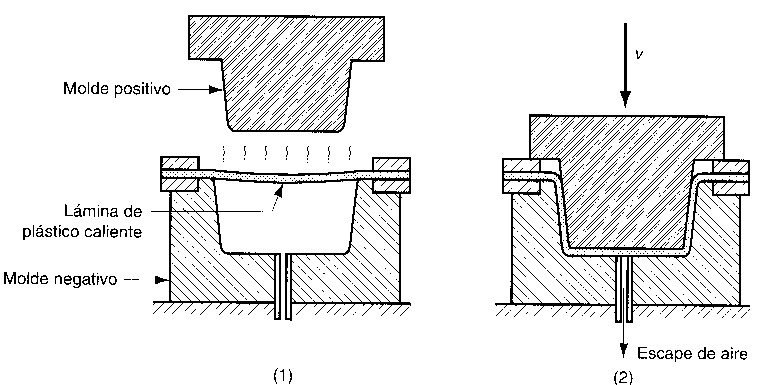 Molde positivo
v
Lámina de
plástico caliente
Molde negativo
Escape de aire
(1)
(2)